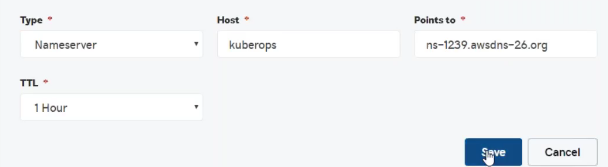 Type * Host * Points to *
Nameserver kuberops ns-1239.awsdns-26.org
TTL *
1 Hour
Save Cancel